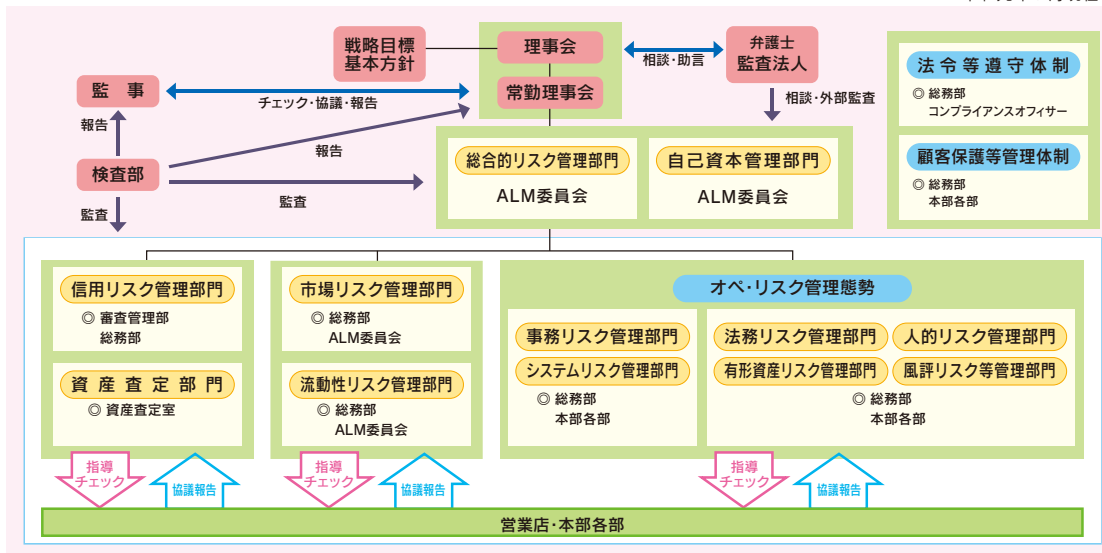 戦略目標
基本方針
理事会
常勤理事会
相談・助言
弁護士
監査法人
相談・外部監査
監事
チェック・協議・報告
報告
報告
検査部
監査
監査
総合的リスク管理部門
ALM委員会
自己資本管理部門
ALM委員会
法令等遵守体制
◎ 総務部
コンプライアンスオフィサー
顧客保護等管理体制
◎ 総務部
本部各部
信用リスク管理部門
◎ 審査管理部
総務部
資産査定部門
◎ 資産査定室
市場リスク管理部門
◎ 総務部
ALM委員会
流動性リスク管理部門
◎ 総務部
ALM委員会
オペ・リスク管理態勢
事務リスク管理部門
システムリスク管理部門
◎ 総務部
本部各部
法務リスク管理部門
人的リスク管理部門
有形資産リスク管理部門
風評リスク等管理部門
◎ 総務部
本部各部
指導
チェック
協議報告
指導
チェック
協議報告
指導
チェック
協議報告
営業店・本部各部